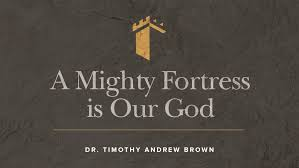 A Mighty Fortress
is Our God
DR. TIMOTHY ANDREW BROWN